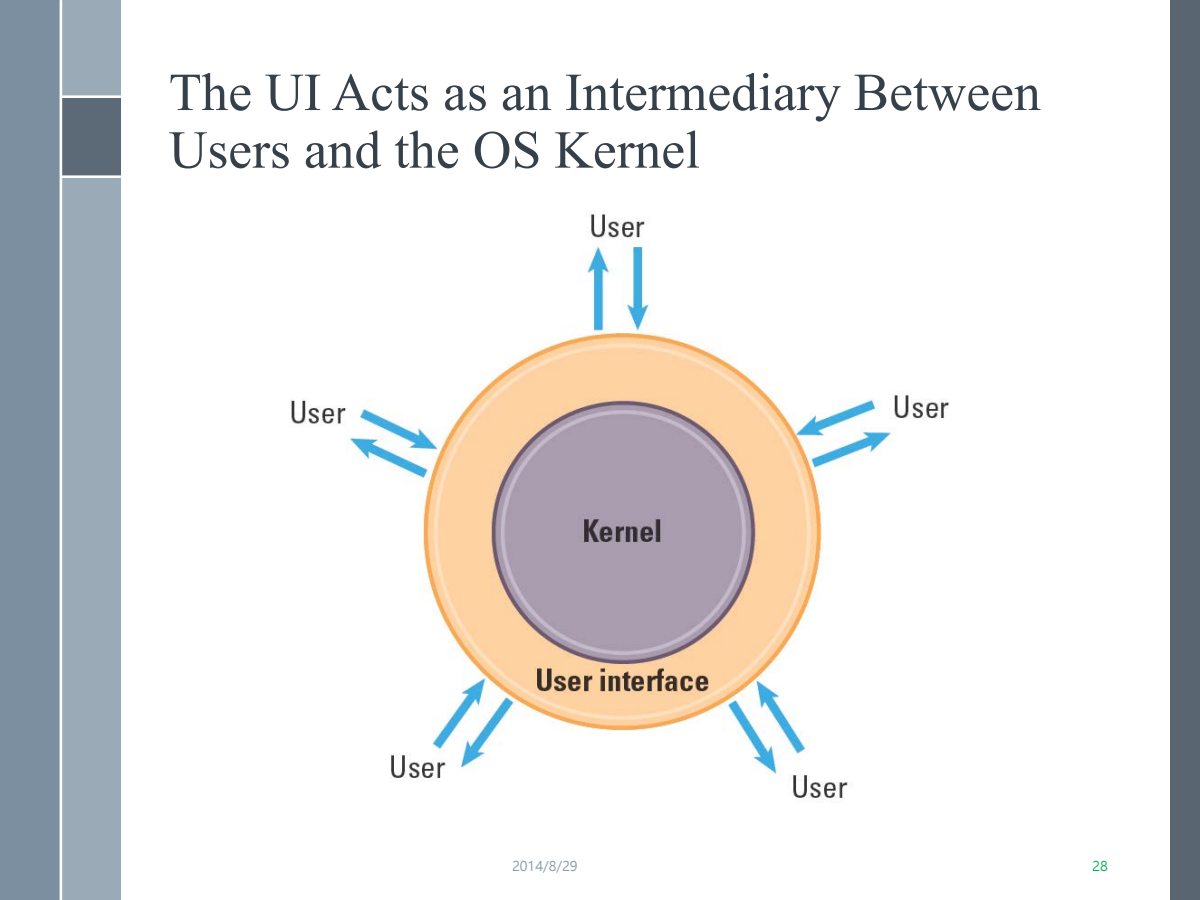 The UI Acts as an Intermediary Between
Users and the OS Kernel
User
User
User
Kernel
User interface
User
User
2014/8/29
28